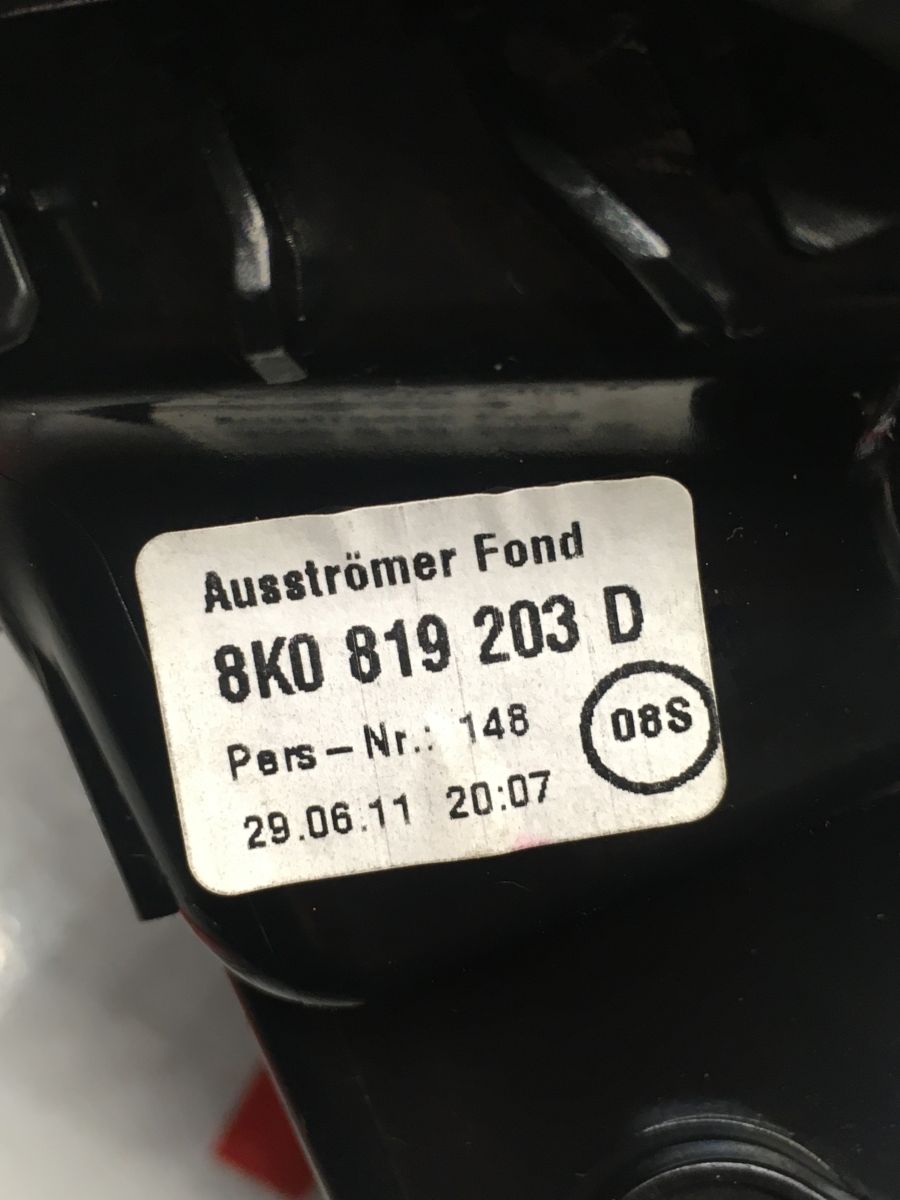 Ausströmer Fond
8K0 819 203 D
Pers-Nr.: 148
08S
29.06.11 20:07